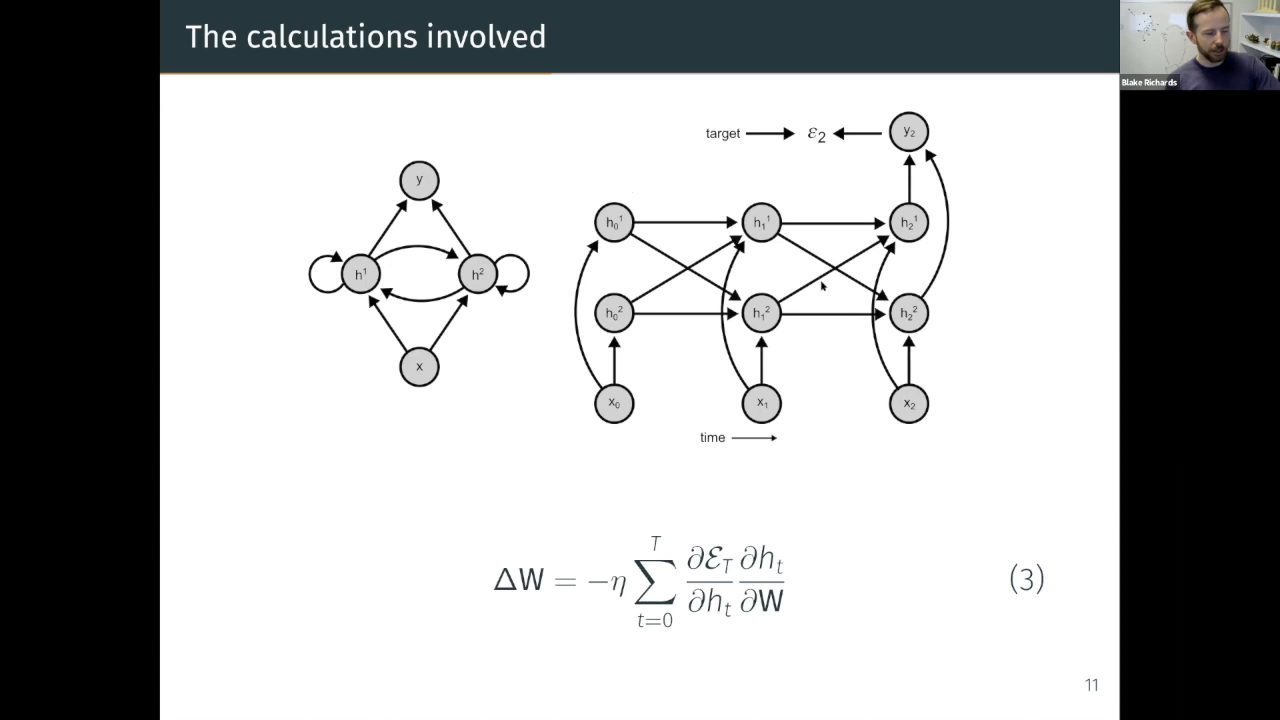 The calculations involved
Blake Richards
target ε₂ y₂
y
h¹ h²
x
h₀¹ h₁¹ h₂¹
h₀² h₁² h₂²
x₀ x₁ x₂
time
ΔW = −η ∑_{t=0}^{T} ∂ℰ_T/∂h_t ∂h_t/∂W (3)
11